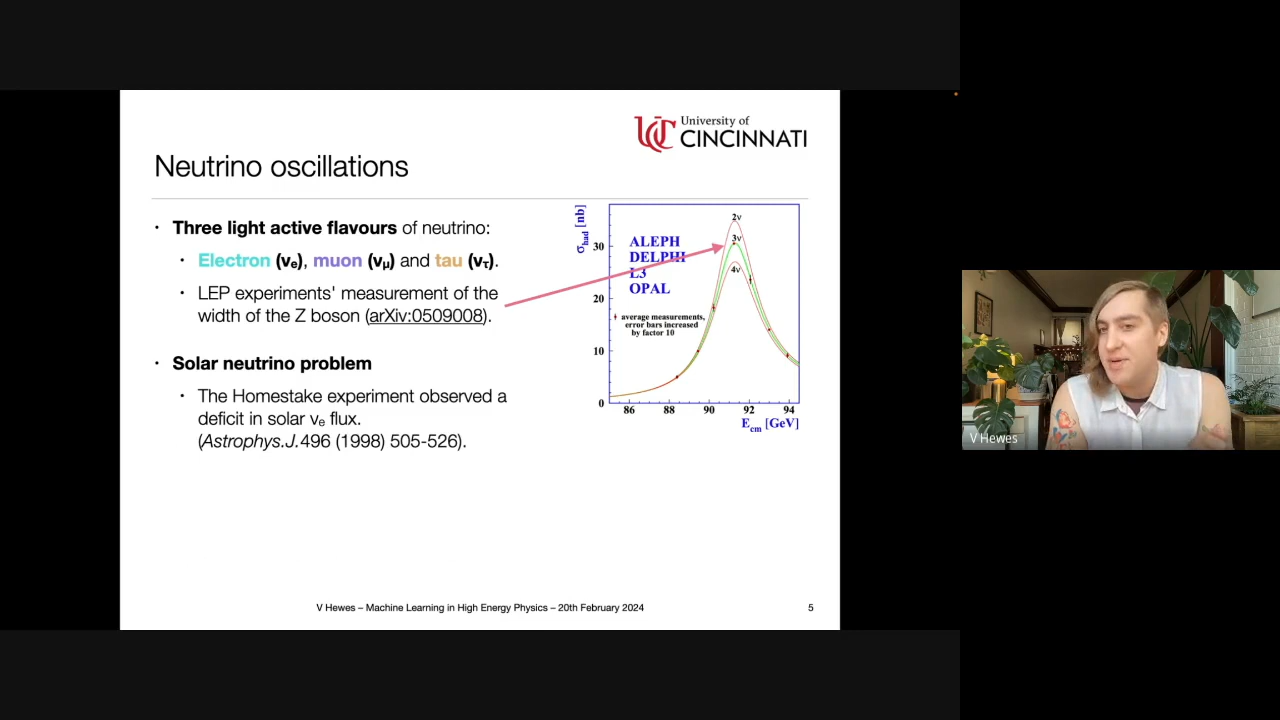 University of
CINCINNATI
Neutrino oscillations
• Three light active flavours of neutrino:
• Electron (νe), muon (νμ) and tau (ντ).
• LEP experiments' measurement of the
width of the Z boson (arXiv:0509008).
• Solar neutrino problem
• The Homestake experiment observed a
deficit in solar νe flux.
(Astrophys.J.496 (1998) 505-526).
σhad [nb]
30
20
10
0
2ν
3ν
4ν
ALEPH
DELPHI
L3
OPAL
average measurements,
error bars increased
by factor 10
86 88 90 92 94
Ecm [GeV]
V Hewes – Machine Learning in High Energy Physics – 20th February 2024
5
V Hewes